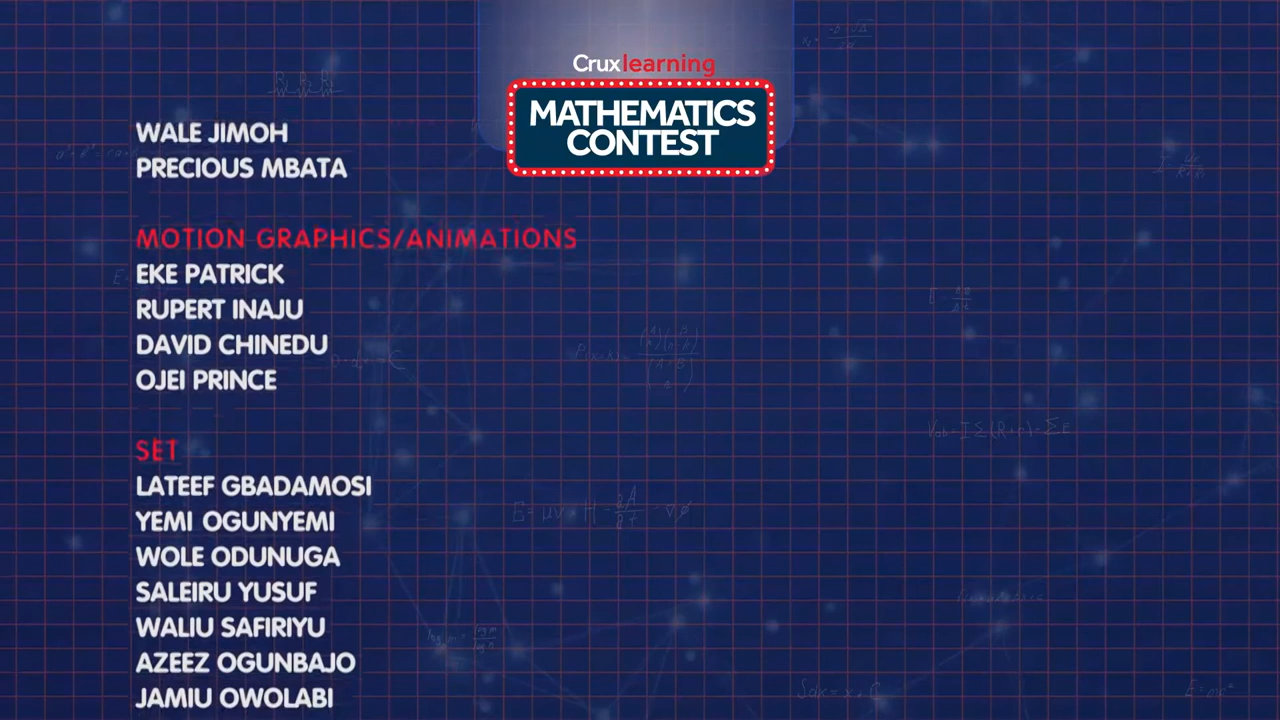 Cruxlearning
MATHEMATICS
CONTEST
WALE JIMOH
PRECIOUS MBATA
MOTION GRAPHICS/ANIMATIONS
EKE PATRICK
RUPERT INAJU
DAVID CHINEDU
OJEI PRINCE
SET
LATEEF GBADAMOSI
YEMI OGUNYEMI
WOLE ODUNUGA
SALEIRU YUSUF
WALIU SAFIRIYU
AZEEZ OGUNBAJO
JAMIU OWOLABI